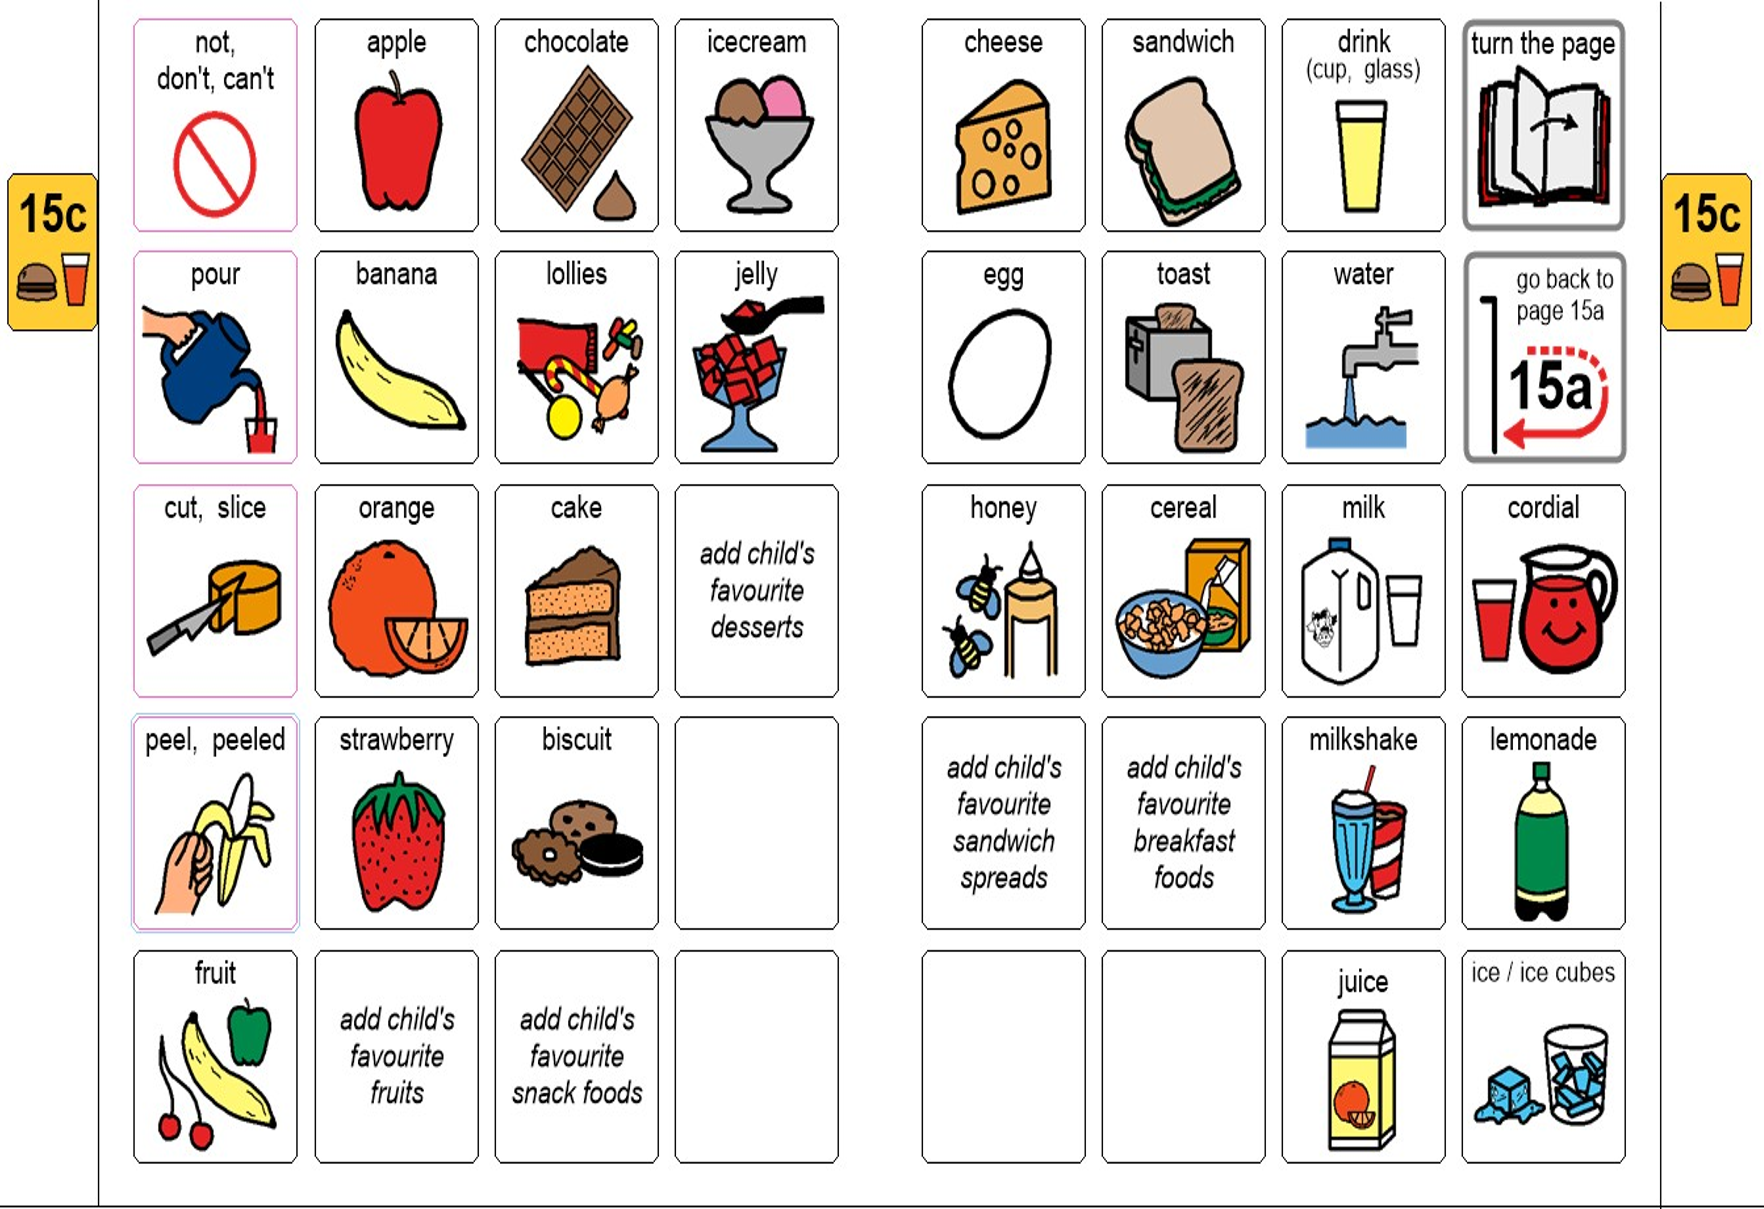 15c
not,
don't, can't
apple
chocolate
icecream
cheese
sandwich
drink
(cup, glass)
turn the page
15c
pour
banana
lollies
jelly
egg
toast
water
go back to
page 15a
15a
cut, slice
orange
cake
add child's
favourite
desserts
honey
cereal
milk
cordial
peel, peeled
strawberry
biscuit
add child's
favourite
sandwich
spreads
add child's
favourite
breakfast
foods
milkshake
lemonade
fruit
add child's
favourite
fruits
add child's
favourite
snack foods
juice
ice / ice cubes